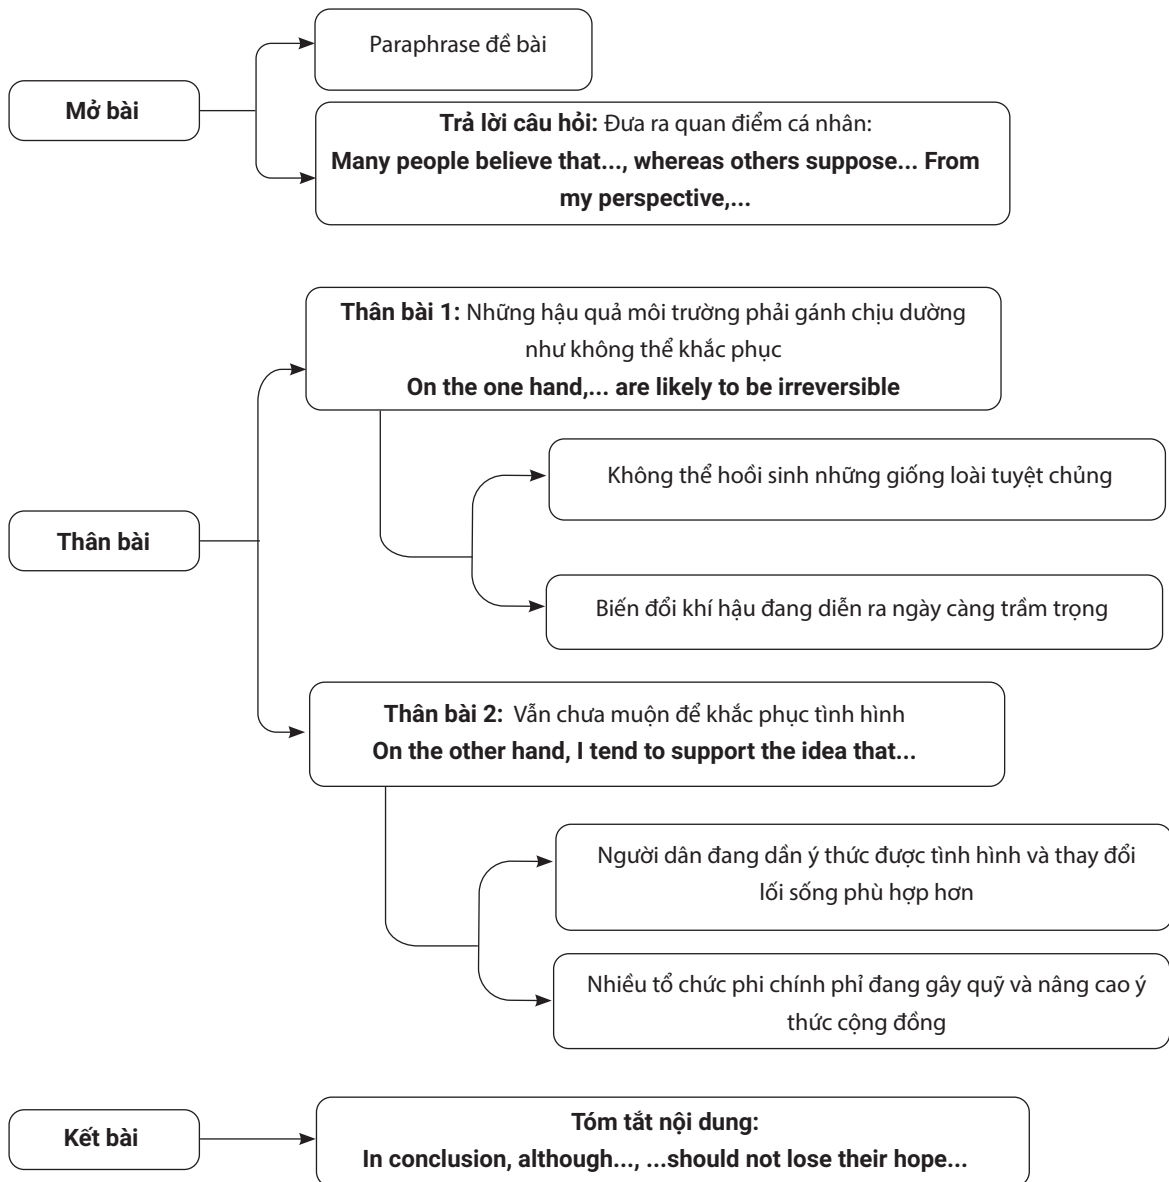 Paraphrase đề bài
Mở bài
Trả lời câu hỏi: Đưa ra quan điểm cá nhân:
Many people believe that..., whereas others suppose... From
my perspective,...
Thân bài 1: Những hậu quả môi trường phải gánh chịu dường
như không thể khắc phục
On the one hand,... are likely to be irreversible
Không thể hoồi sinh những giống loài tuyệt chủng
Thân bài
Biến đổi khí hậu đang diễn ra ngày càng trầm trọng
Thân bài 2: Vẫn chưa muộn để khắc phục tình hình
On the other hand, I tend to support the idea that...
Người dân đang dần ý thức được tình hình và thay đổi
lối sống phù hợp hơn
Nhiều tổ chức phi chính phỉ đang gây quỹ và nâng cao ý
thức cộng đồng
Kết bài
Tóm tắt nội dung:
In conclusion, although..., ...should not lose their hope...